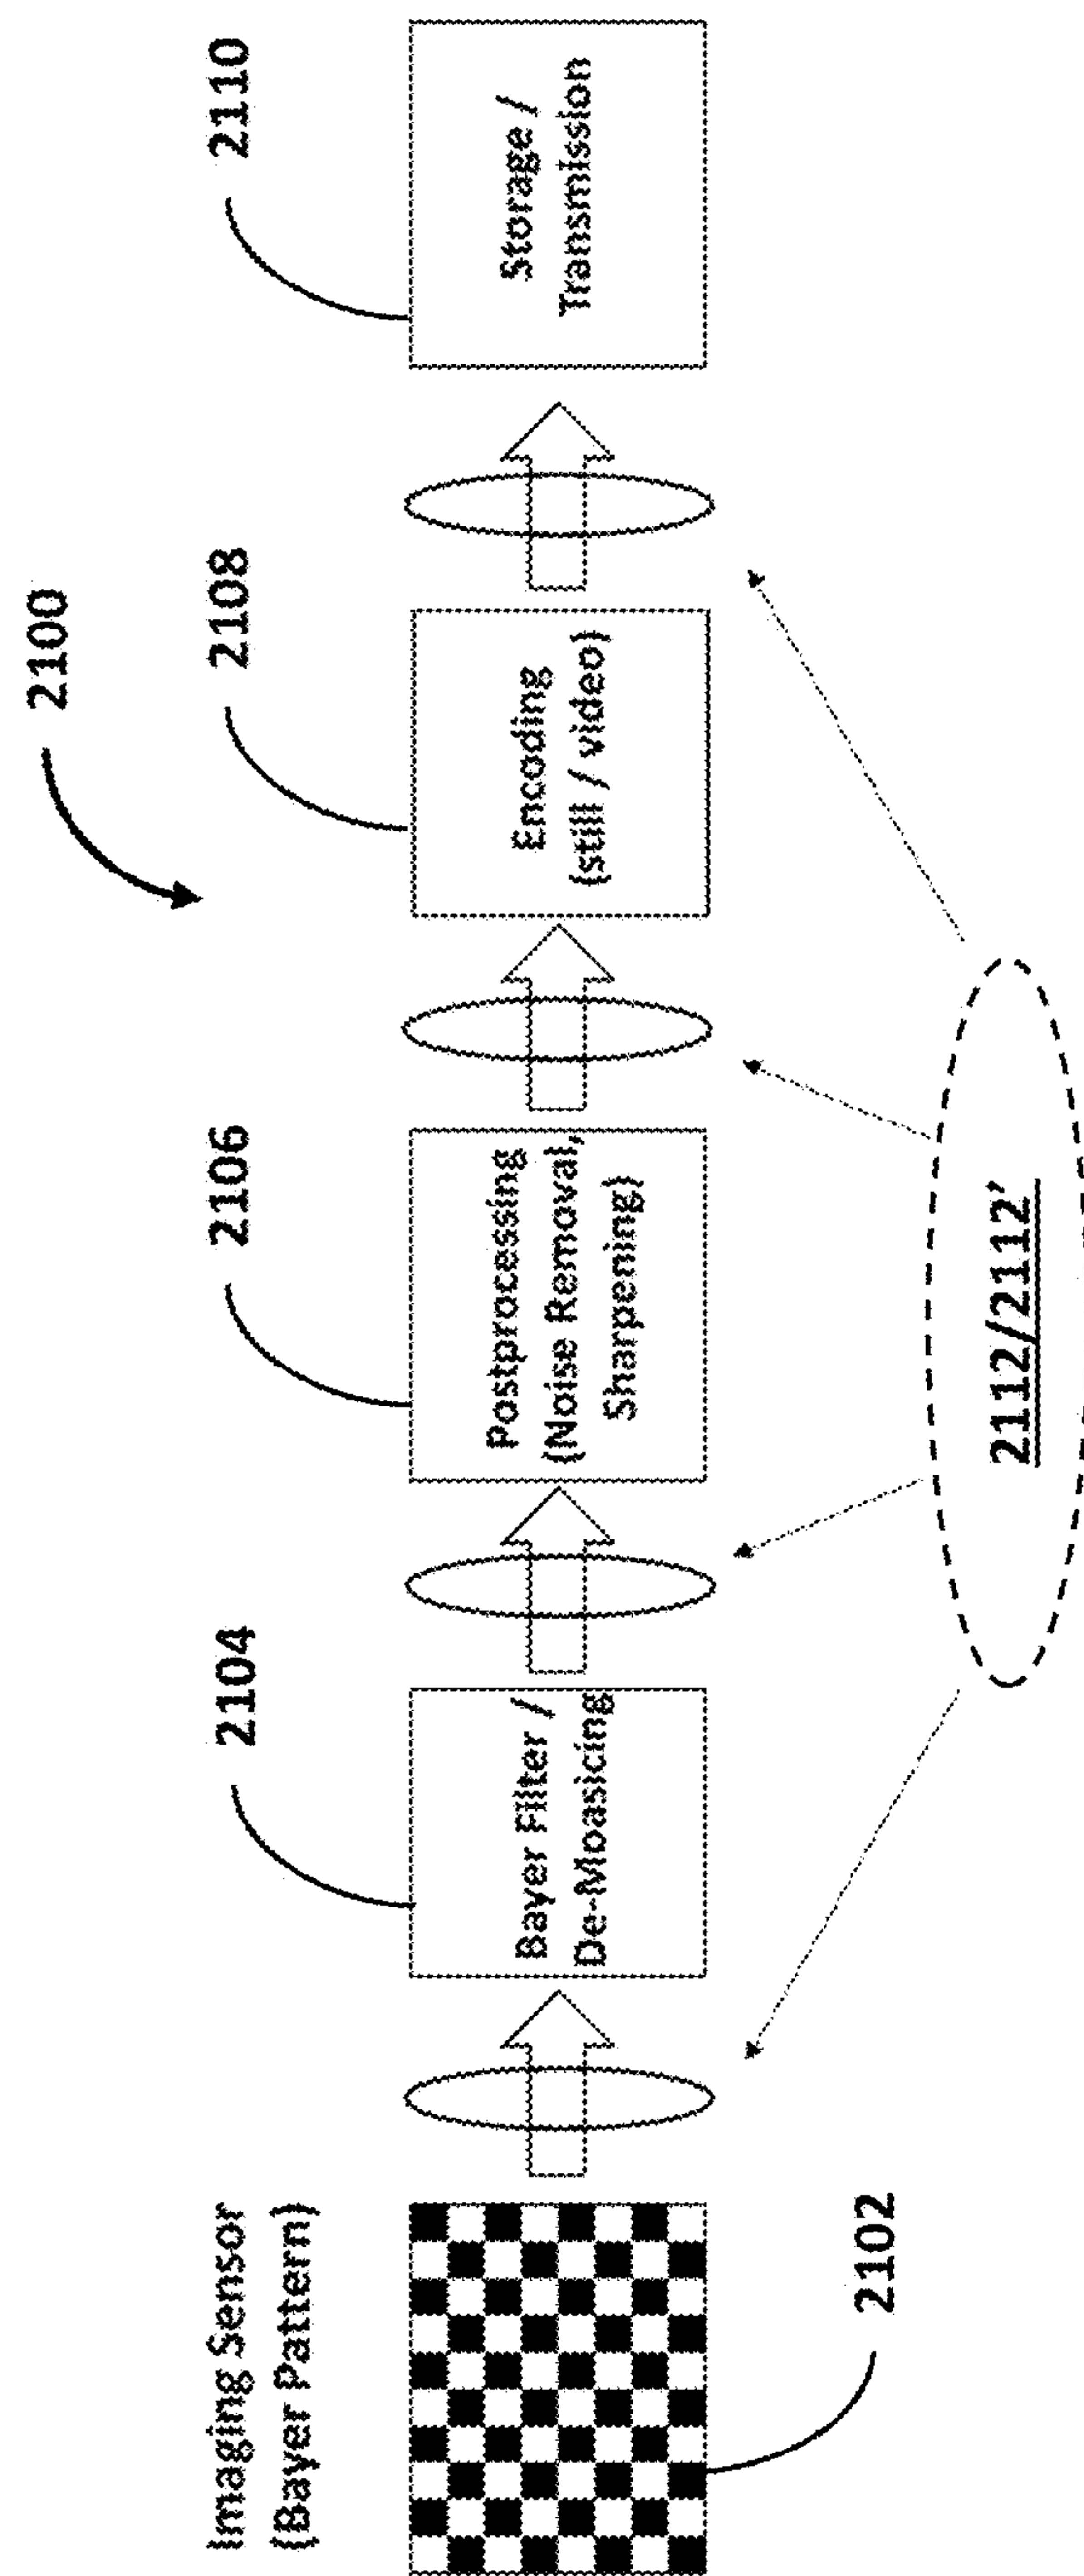 2100
Imaging Sensor
(Bayer Pattern)
2104
2106
2108
2110
Bayer Filter /
De-Moasicing
Postprocessing
(Noise Removal,
Sharpening)
Encoding
(still / video)
Storage /
Transmission
2102
2112/2112'